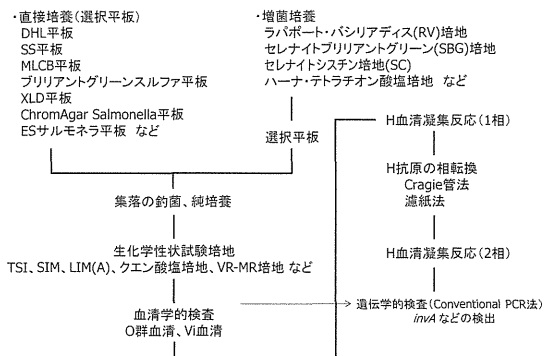 ・直接培養(選択平板)
DHL平板
SS平板
MLCB平板
ブリリアントグリーンスルファ平板
XLD平板
ChromAgar Salmonella平板
ESサルモネラ平板 など
・増菌培養
ラパポート・バシリアディス(RV)培地
セレナイトブリリアントグリーン(SBG)培地
セレナイトシスチン培地(SC)
ハーナ・テトラチオン酸塩培地 など
選択平板
集落の釣菌、純培養
生化学性状試験培地
TSI、SIM、LIM(A)、クエン酸塩培地、VR-MR培地 など
血清学的検査
O群血清、Vi血清
H血清凝集反応(1相)
H抗原の相転換
Cragie管法
濾紙法
H血清凝集反応(2相)
遺伝学的検査(Conventional PCR法)
invAなどの検出